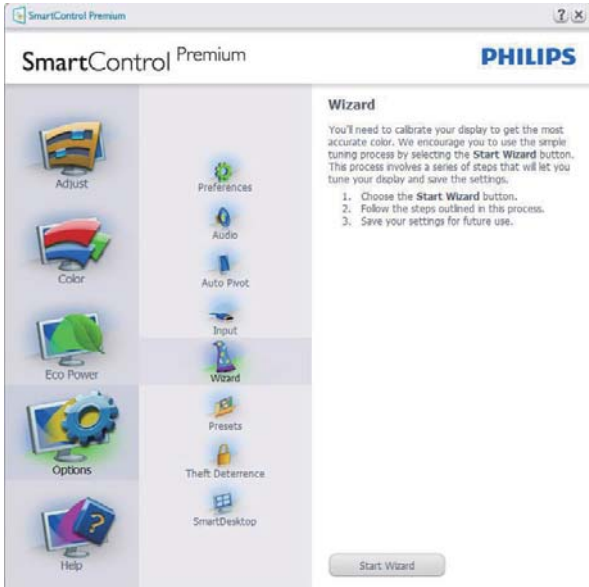 SmartControl Premium
? X
SmartControl Premium
PHILIPS
Adjust
Color
Eco Power
Options
Help
Preferences
Audio
Auto Pivot
Input
Wizard
Presets
Theft Deterrence
SmartDesktop
Wizard
You'll need to calibrate your display to get the most
accurate color. We encourage you to use the simple
tuning process by selecting the Start Wizard button.
This process involves a series of steps that will let you
tune your display and save the settings.
1. Choose the Start Wizard button.
2. Follow the steps outlined in this process.
3. Save your settings for future use.
Start Wizard